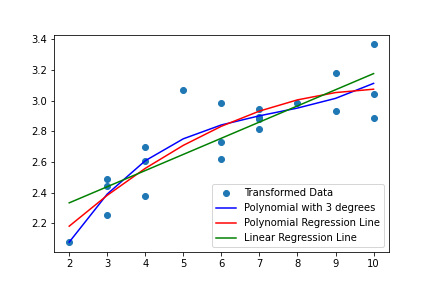 3.4
3.2
3.0
2.8
2.6
2.4
2.2
Transformed Data
Polynomial with 3 degrees
Polynomial Regression Line
Linear Regression Line
2 3 4 5 6 7 8 9 10